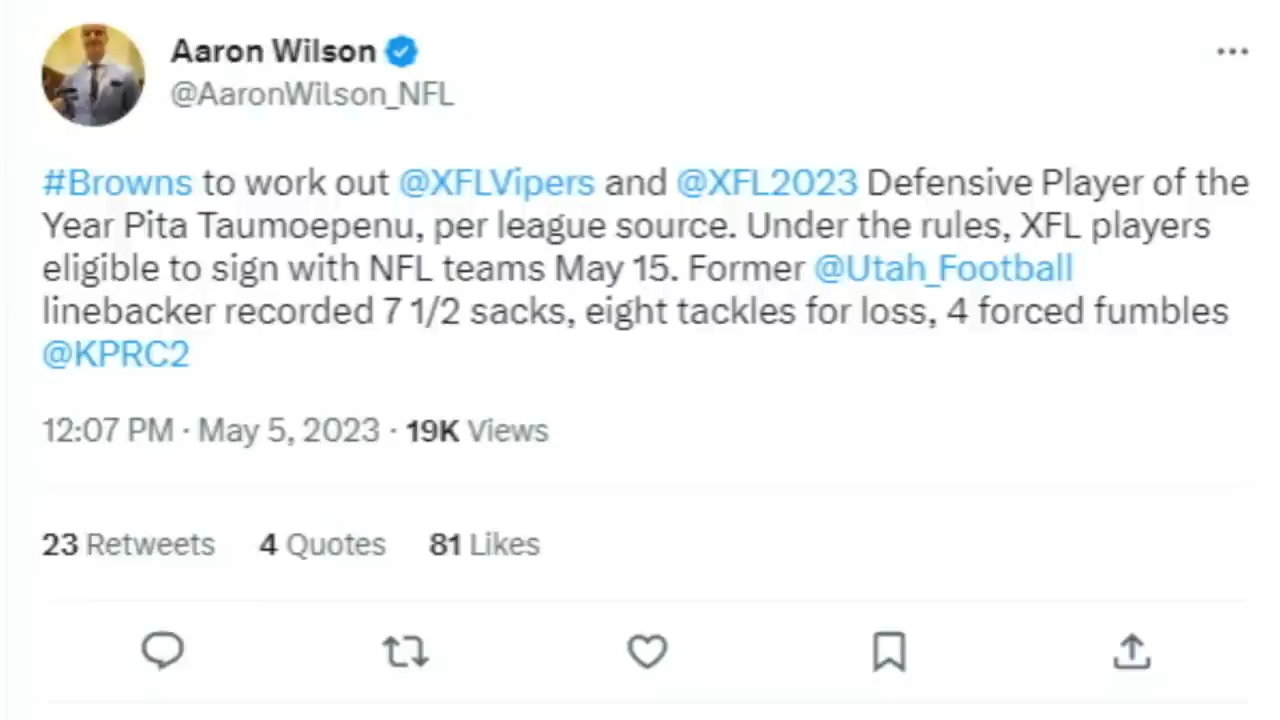 Aaron Wilson
@AaronWilson_NFL
#Browns to work out @XFLVipers and @XFL2023 Defensive Player of the
Year Pita Taumoepenu, per league source. Under the rules, XFL players
eligible to sign with NFL teams May 15. Former @Utah_Football
linebacker recorded 7 1/2 sacks, eight tackles for loss, 4 forced fumbles
@KPRC2
12:07 PM · May 5, 2023 · 19K Views
23 Retweets 4 Quotes 81 Likes